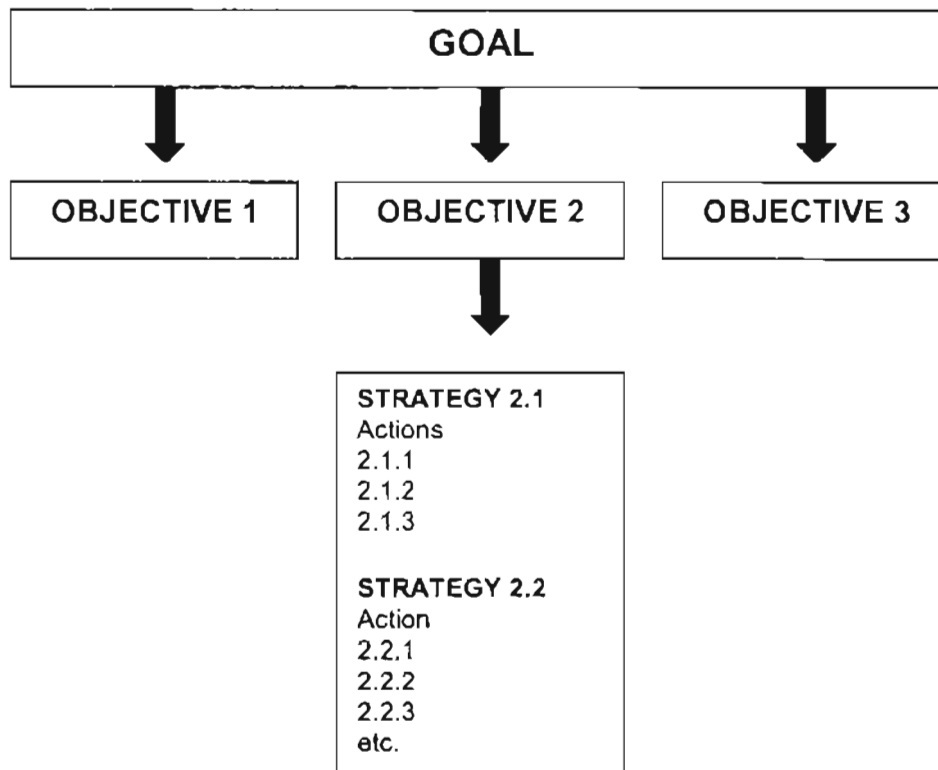 GOAL
OBJECTIVE 1
OBJECTIVE 2
OBJECTIVE 3
STRATEGY 2.1
Actions
2.1.1
2.1.2
2.1.3
STRATEGY 2.2
Action
2.2.1
2.2.2
2.2.3
etc.